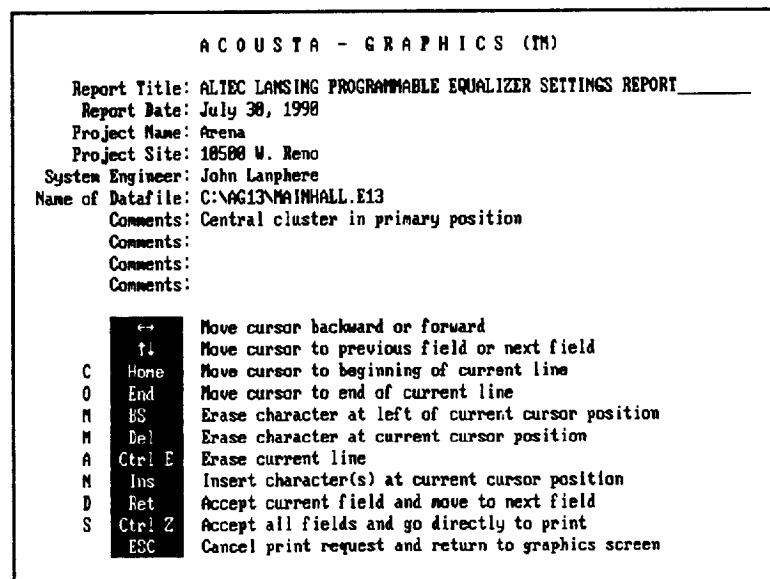 ACOUSTA - GRAPHICS (TM)
Report Title: ALTEC LANSING PROGRAMMABLE EQUALIZER SETTINGS REPORT________
Report Date: July 30, 1990
Project Name: Arena
Project Site: 10500 W. Reno
System Engineer: John Lanphere
Name of Datafile: C:\AG13\MAINHALL.E13
Comments: Central cluster in primary position
Comments:
Comments:
Comments:
↔ Move cursor backward or forward
↑↓ Move cursor to previous field or next field
C Home Move cursor to beginning of current line
O End Move cursor to end of current line
M BS Erase character at left of current cursor position
M Del Erase character at current cursor position
A Ctrl E Erase current line
N Ins Insert character(s) at current cursor position
D Ret Accept current field and move to next field
S Ctrl Z Accept all fields and go directly to print
ESC Cancel print request and return to graphics screen